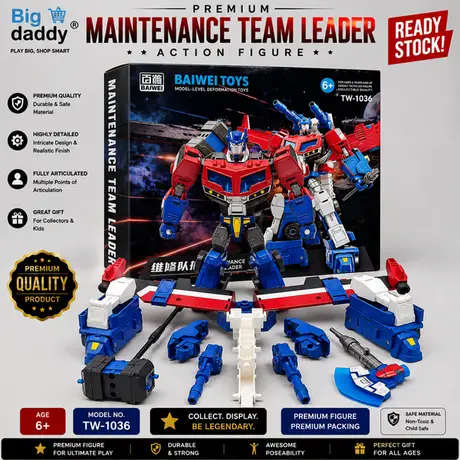 Big
daddy®
PLAY BIG, SHOP SMART
PREMIUM
MAINTENANCE TEAM LEADER
ACTION FIGURE
READY
STOCK!
PREMIUM QUALITY
Durable & Safe
Material
HIGHLY DETAILED
Intricate Design &
Realistic Finish
FULLY ARTICULATED
Multiple Points of
Articulation
GREAT GIFT
For Collectors &
Kids
PREMIUM
QUALITY
PRODUCT
MAINTENANCE TEAM LEADER
百微
BAIWEI
BAIWEI TOYS
MODEL-LEVEL DEFORMATION TOYS
6+
TW-1036
维修队
AGE
6+
MODEL NO.
TW-1036
COLLECT. DISPLAY.
BE LEGENDARY.
PREMIUM FIGURE
PREMIUM PACKING
SAFE MATERIAL
Non-Toxic &
Child Safe
PREMIUM FIGURE
FOR ULTIMATE PLAY
DURABLE
& STRONG
AWESOME
POSEABILITY
PERFECT GIFT
FOR ALL AGES